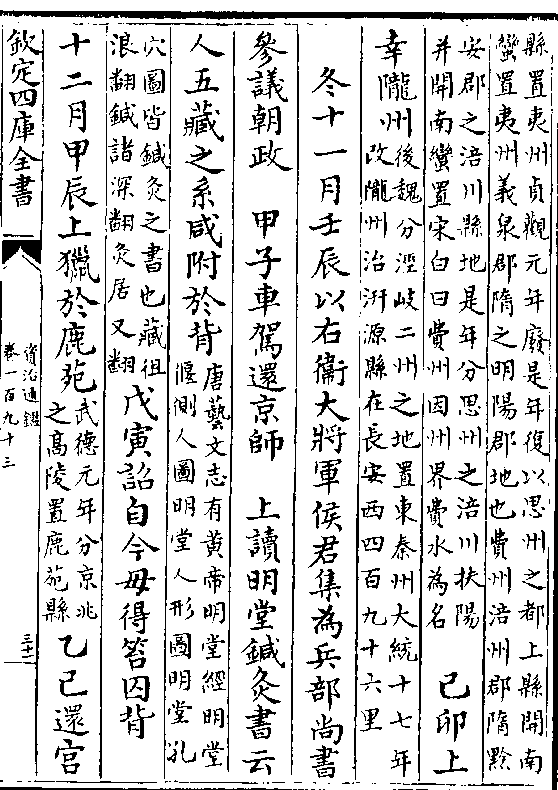 縣置夷州貞觀元年廢是年復以思州之都上縣開南
蠻置夷州義泉郡隋之明陽郡地也費州涪州郡隋黔
安郡之涪川縣地是年分思州之涪川扶陽
并開南蠻置宋白曰費州因州界費水為名
己卯上
幸隴州
後魏分涇岐二州之地置東秦州大統十七年
改隴州治汧源縣在長安西四百九十六里
冬十一月壬辰以右衞大將軍侯君集為兵部尚書
參議朝政 甲子車駕還京師 上讀明堂鍼灸書云
人五藏之系咸附於背
唐藝文志有黃帝明堂經明堂
偃側人圖明堂人形圖明堂孔
穴圖皆鍼灸之書也藏徂
浪翻鍼諸深翻灸居又翻
戊寅詔自今毋得笞囚背
十二月甲辰上獵於鹿苑
武德元年分京兆
之高陵置鹿苑縣
乙巳還宮
欽定四庫全書
資治通鑑
卷一百九十三
三十一